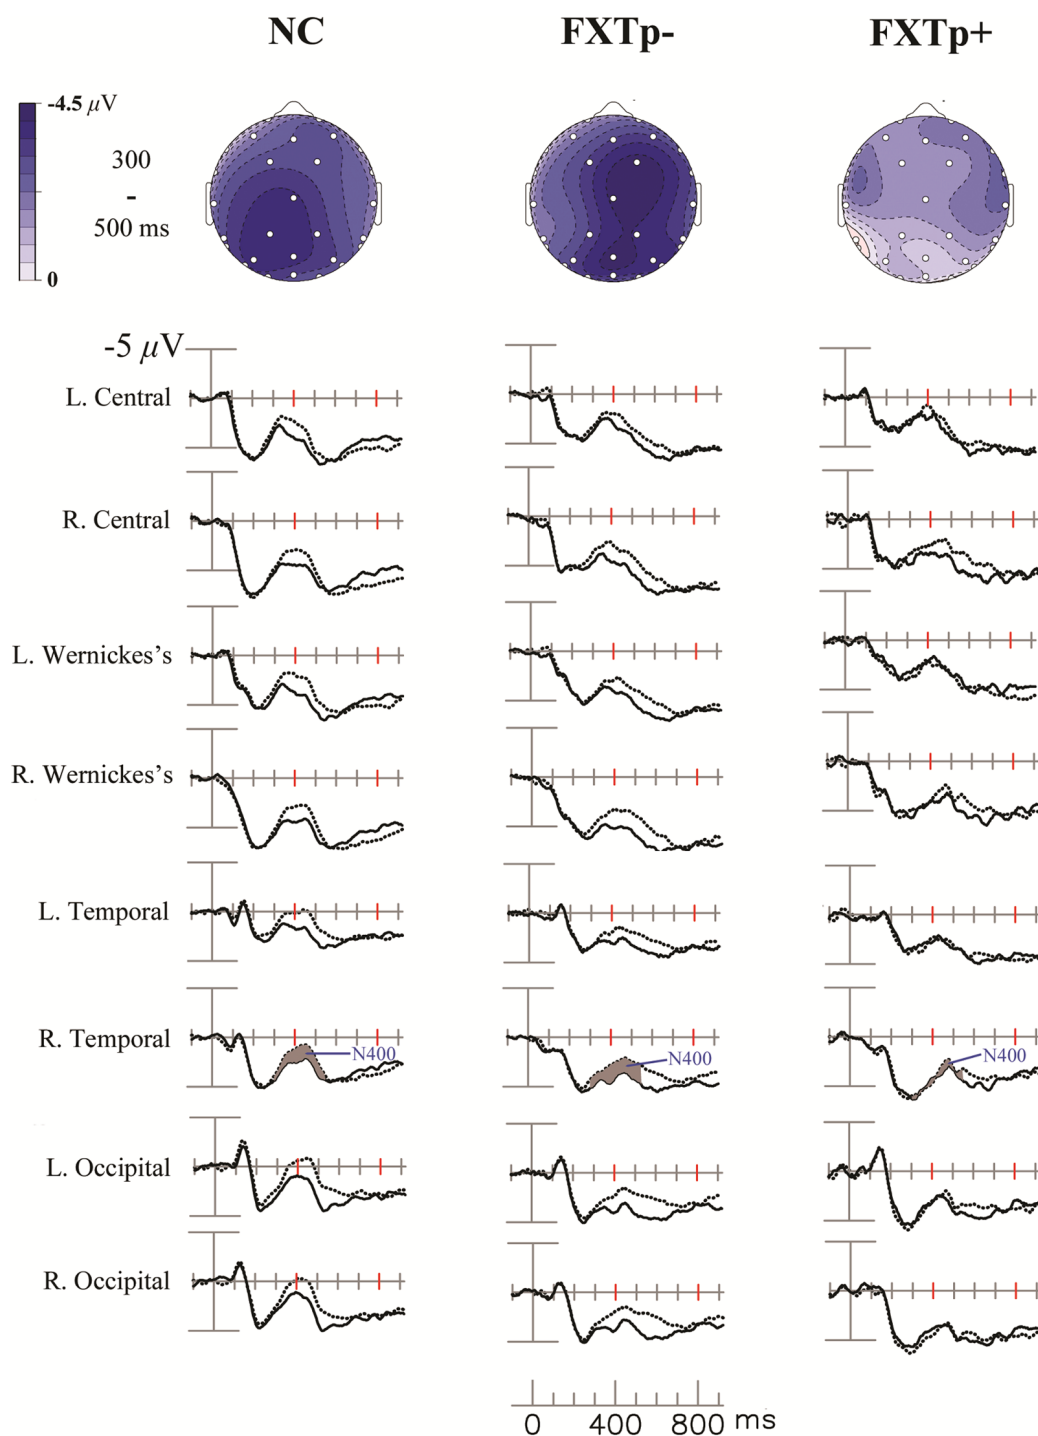 NC FXTp- FXTp+
-4.5 μV
300
-
500 ms
0
-5 μV
L. Central
R. Central
L. Wernickes's
R. Wernickes's
L. Temporal
R. Temporal
N400 N400 N400
L. Occipital
R. Occipital
0 400 800 ms